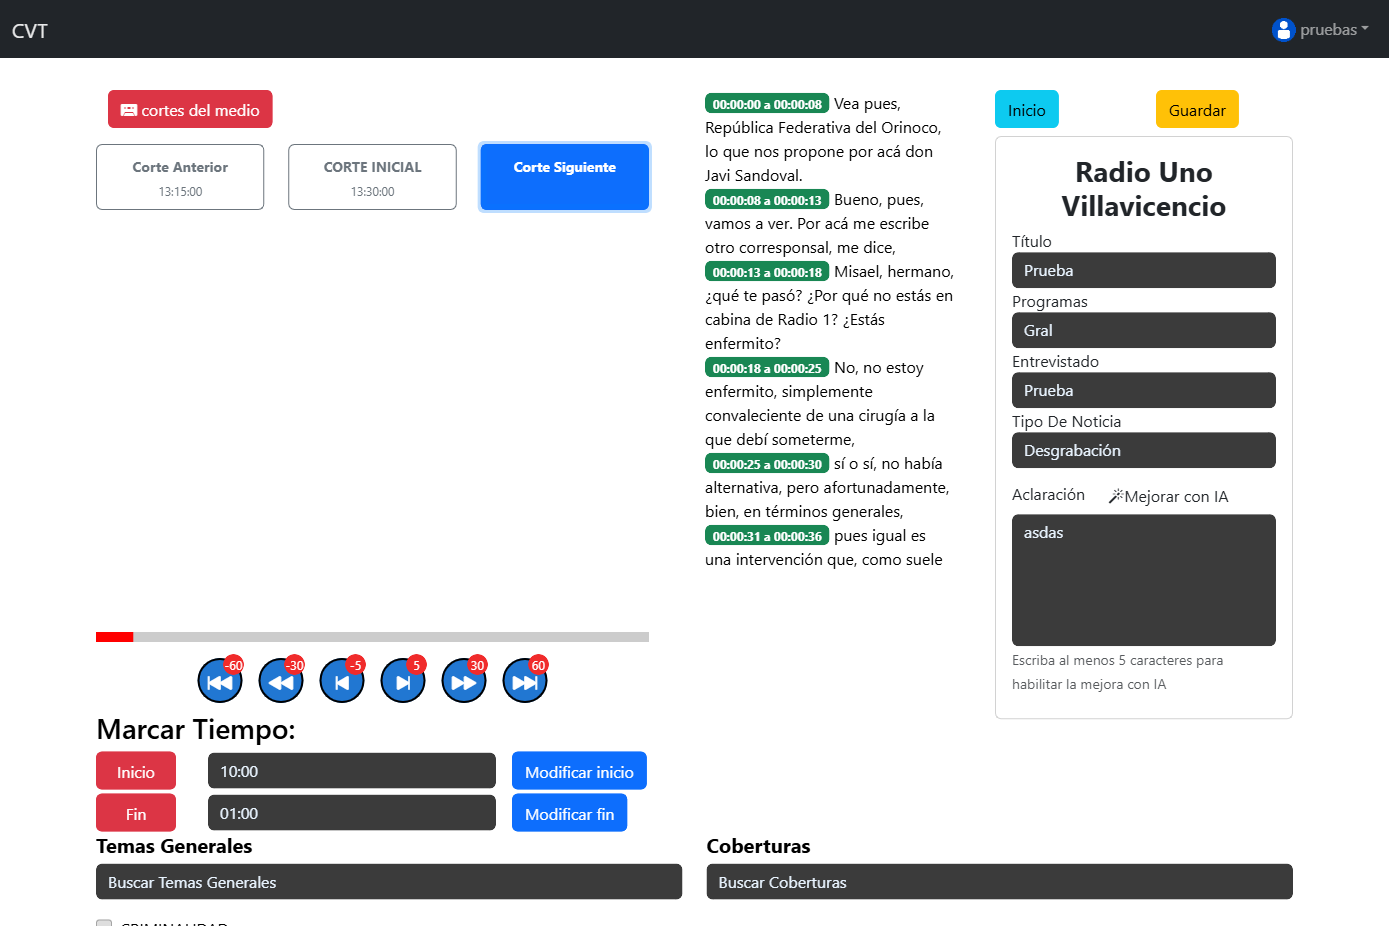 CVT
pruebas
cortes del medio
Corte Anterior
13:15:00
CORTE INICIAL
13:30:00
Corte Siguiente
00:00:00 a 00:00:08 Vea pues,
República Federativa del Orinoco,
lo que nos propone por acá don
Javi Sandoval.
00:00:08 a 00:00:13 Bueno, pues,
vamos a ver. Por acá me escribe
otro corresponsal, me dice,
00:00:13 a 00:00:18 Misael, hermano,
¿qué te pasó? ¿Por qué no estás en
cabina de Radio 1? ¿Estás
enfermito?
00:00:18 a 00:00:25 No, no estoy
enfermito, simplemente
convaleciente de una cirugía a la
que debí someterme,
00:00:25 a 00:00:30 sí o sí, no había
alternativa, pero afortunadamente,
bien, en términos generales,
00:00:31 a 00:00:36 pues igual es
una intervención que, como suele
Inicio
Guardar
Radio Uno
Villavicencio
Título
Prueba
Programas
Gral
Entrevistado
Prueba
Tipo De Noticia
Desgrabación
Aclaración
Mejorar con IA
asdas
Escriba al menos 5 caracteres para
habilitar la mejora con IA
-60
-30
-5
5
30
60
Marcar Tiempo:
Inicio
10:00
Modificar inicio
Fin
01:00
Modificar fin
Temas Generales
Buscar Temas Generales
Coberturas
Buscar Coberturas
CRIMINALIDAD